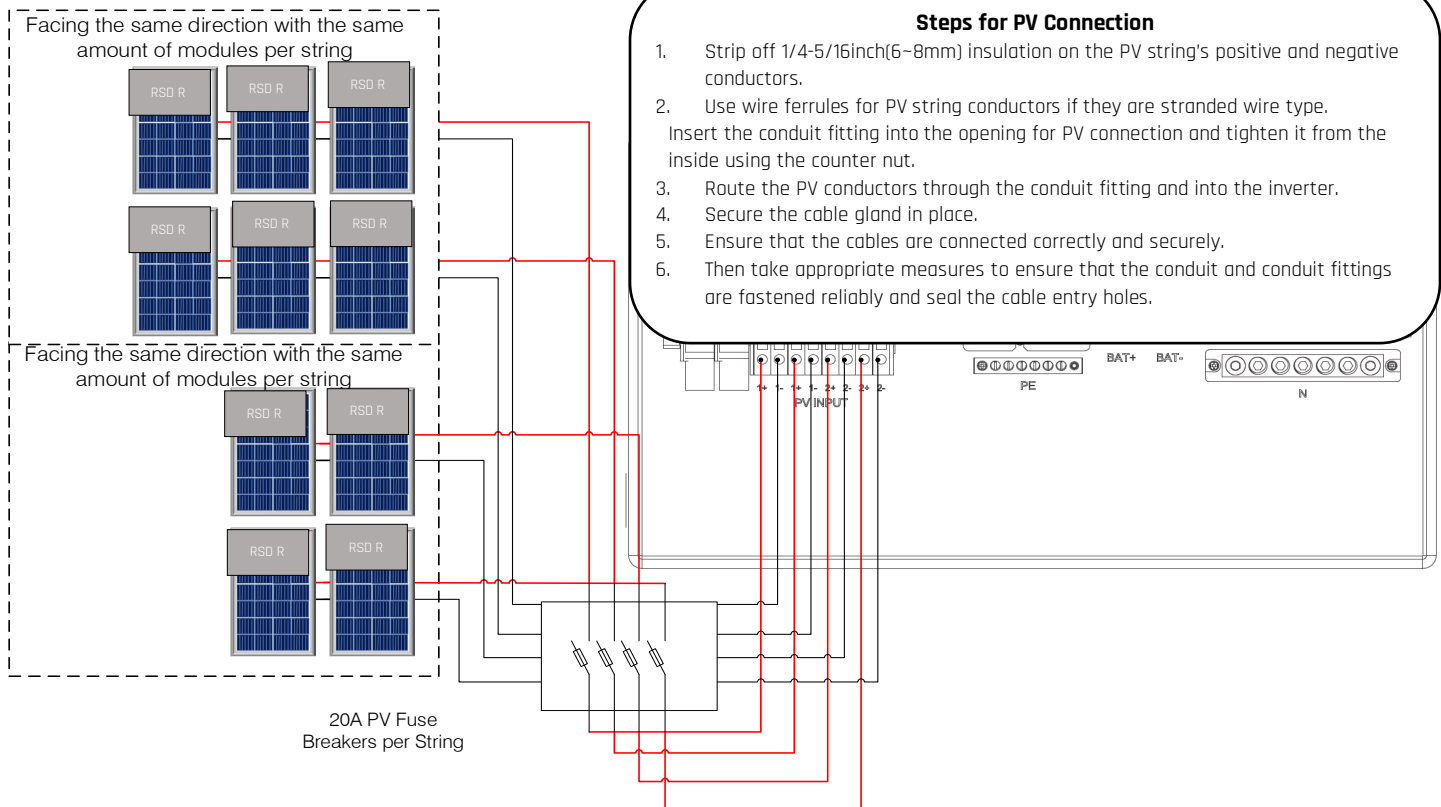 Facing the same direction with the same
amount of modules per string
RSD R
RSD R
RSD R
RSD R
RSD R
RSD R
Facing the same direction with the same
amount of modules per string
RSD R
RSD R
RSD R
RSD R
20A PV Fuse
Breakers per String
Steps for PV Connection
1. Strip off 1/4-5/16inch(6~8mm) insulation on the PV string's positive and negative
conductors.
2. Use wire ferrules for PV string conductors if they are stranded wire type.
Insert the conduit fitting into the opening for PV connection and tighten it from the
inside using the counter nut.
3. Route the PV conductors through the conduit fitting and into the inverter.
4. Secure the cable gland in place.
5. Ensure that the cables are connected correctly and securely.
6. Then take appropriate measures to ensure that the conduit and conduit fittings
are fastened reliably and seal the cable entry holes.
1+ 1- 1+ 1- 2+ 2- 2+ 2-
PV INPUT
PE
BAT+ BAT-
N